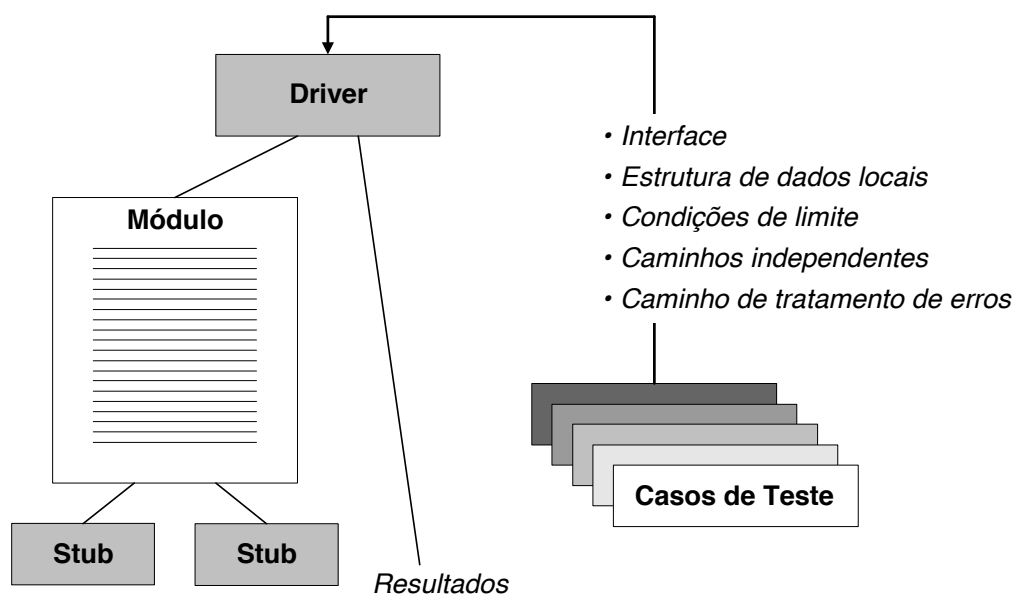 Driver
• Interface
• Estrutura de dados locais
• Condições de limite
• Caminhos independentes
• Caminho de tratamento de erros
Módulo
Casos de Teste
Stub
Stub
Resultados